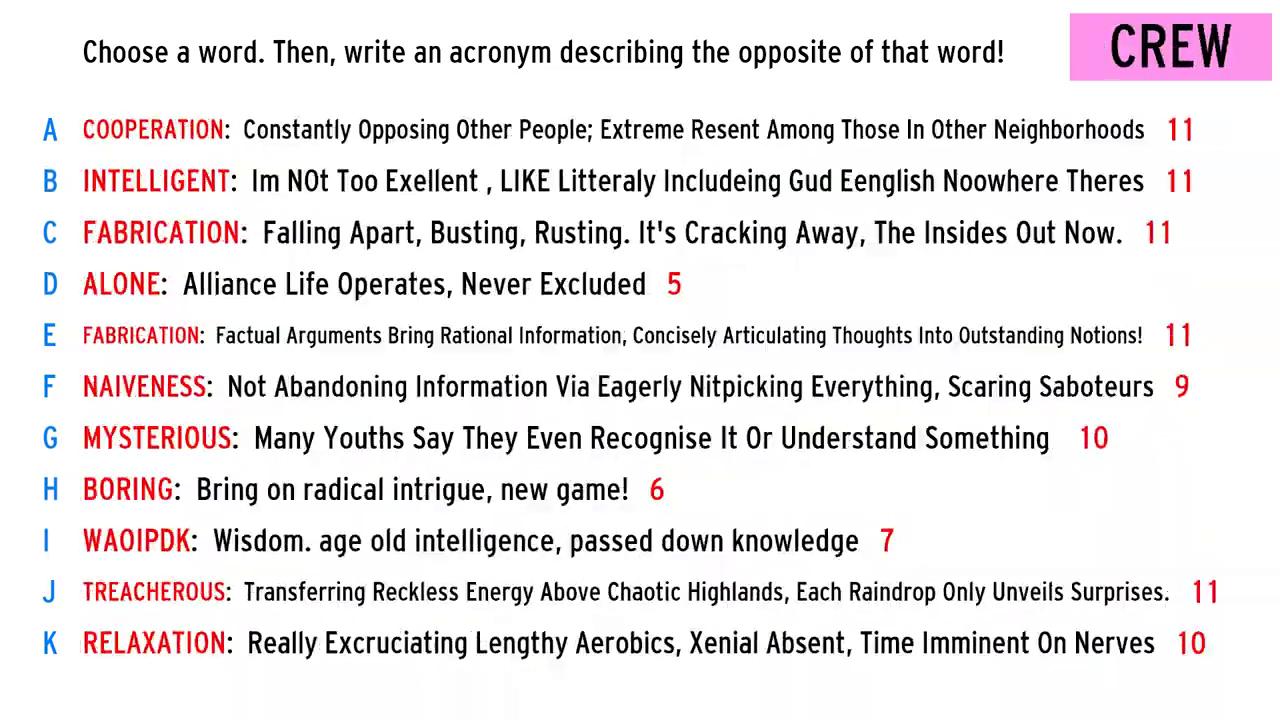 Choose a word. Then, write an acronym describing the opposite of that word!
CREW
A COOPERATION: Constantly Opposing Other People; Extreme Resent Among Those In Other Neighborhoods 11
B INTELLIGENT: Im NOt Too Exellent , LIKE Litteraly Includeing Gud Eenglish Noowhere Theres 11
C FABRICATION: Falling Apart, Busting, Rusting. It's Cracking Away, The Insides Out Now. 11
D ALONE: Alliance Life Operates, Never Excluded 5
E FABRICATION: Factual Arguments Bring Rational Information, Concisely Articulating Thoughts Into Outstanding Notions! 11
F NAIVENESS: Not Abandoning Information Via Eagerly Nitpicking Everything, Scaring Saboteurs 9
G MYSTERIOUS: Many Youths Say They Even Recognise It Or Understand Something 10
H BORING: Bring on radical intrigue, new game! 6
I WAOIPDK: Wisdom. age old intelligence, passed down knowledge 7
J TREACHEROUS: Transferring Reckless Energy Above Chaotic Highlands, Each Raindrop Only Unveils Surprises. 11
K RELAXATION: Really Excruciating Lengthy Aerobics, Xenial Absent, Time Imminent On Nerves 10